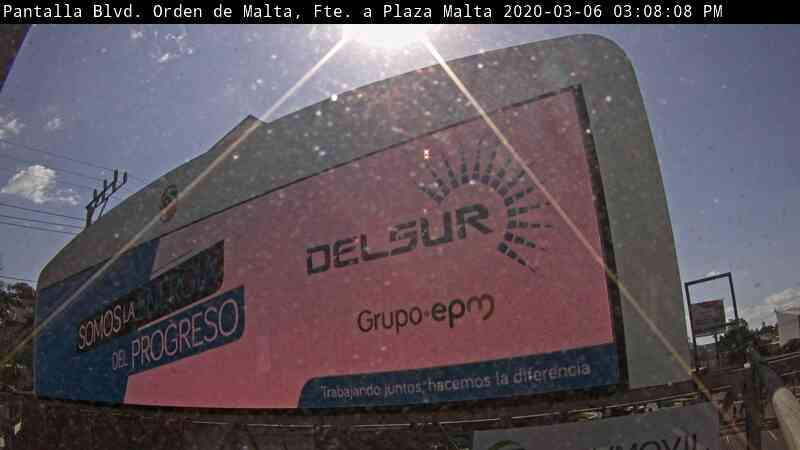 Pantalla Blvd. Orden de Malta, Fte. a Plaza Malta 2020-03-06 03:08:08 PM
DELSUR
Grupo·epm
SOMOS LA ENERGÍA
DEL PROGRESO
Trabajando juntos, hacemos la diferencia